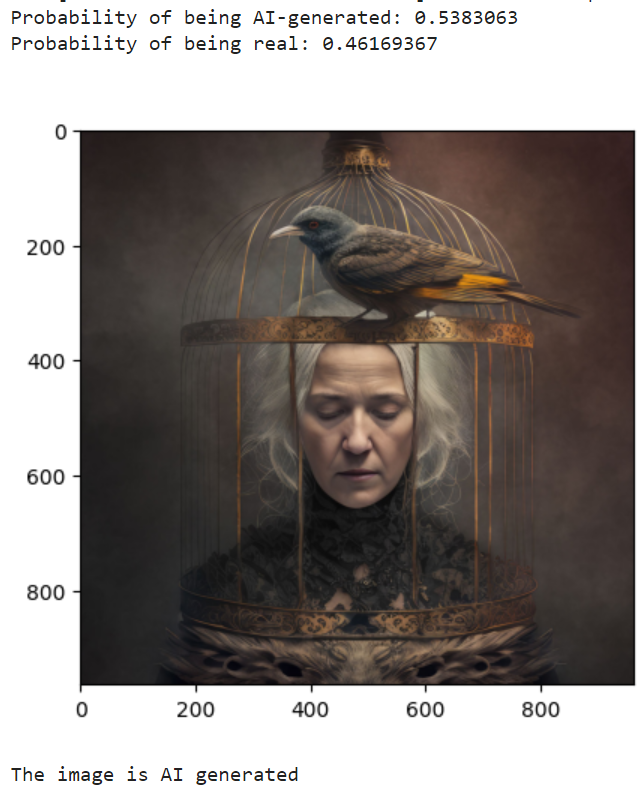 Probability of being AI-generated: 0.5383063
Probability of being real: 0.46169367
0
200
400
600
800
0 200 400 600 800
The image is AI generated